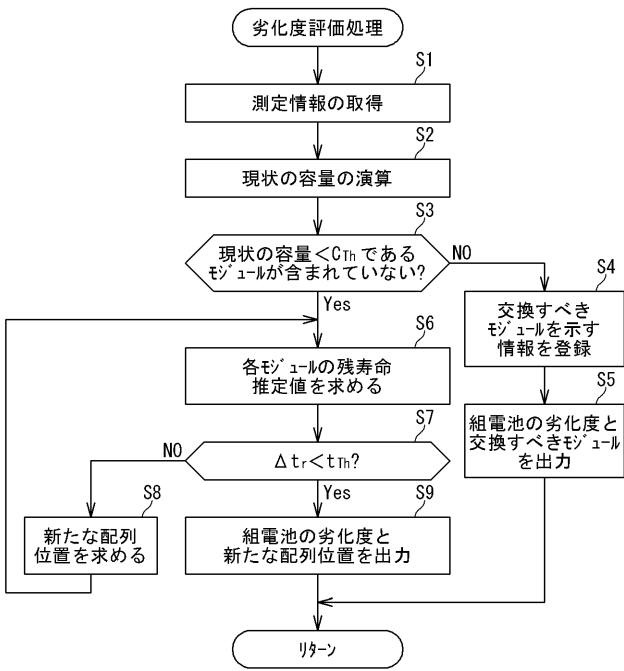 劣化度評価処理
S1
測定情報の取得
S2
現状の容量の演算
S3
現状の容量<CThである
モジュールが含まれていない?
NO
Yes
S4
交換すべき
モジュールを示す
情報を登録
S5
組電池の劣化度と
交換すべきモジュール
を出力
S6
各モジュールの残寿命
推定値を求める
S7
Δtr<tTh?
NO
Yes
S8
新たな配列
位置を求める
S9
組電池の劣化度と
新たな配列位置を出力
リターン